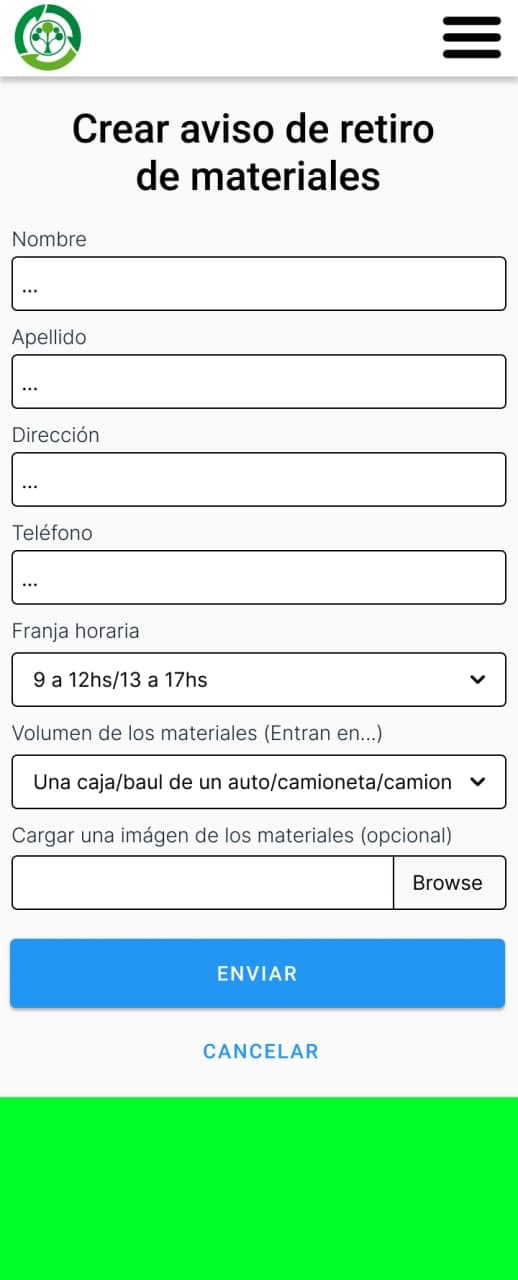 Crear aviso de retiro
de materiales
Nombre
...
Apellido
...
Dirección
...
Teléfono
...
Franja horaria
9 a 12hs/13 a 17hs
Volumen de los materiales (Entran en...)
Una caja/baul de un auto/camioneta/camion
Cargar una imágen de los materiales (opcional)
Browse
ENVIAR
CANCELAR